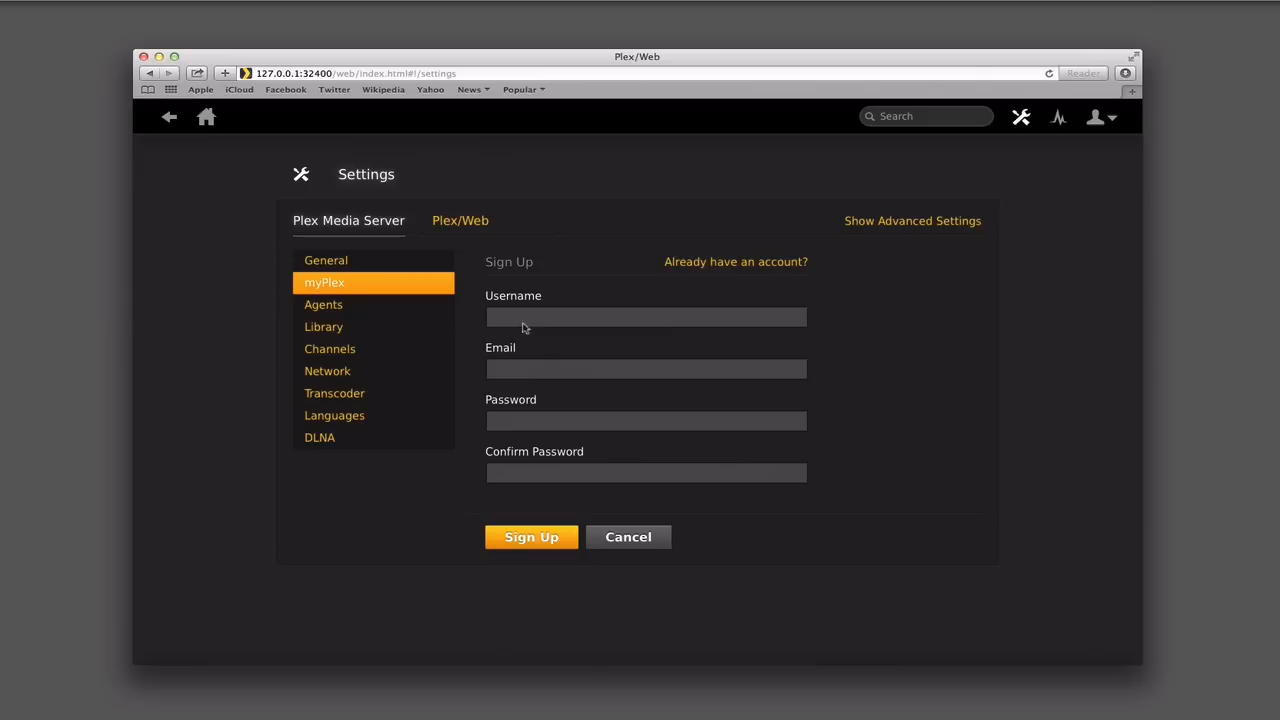 Plex/Web
127.0.0.1:32400/web/index.html#!/settings
Reader
Apple iCloud Facebook Twitter Wikipedia Yahoo News Popular
Search
Settings
Plex Media Server Plex/Web Show Advanced Settings
General
myPlex
Agents
Library
Channels
Network
Transcoder
Languages
DLNA
Sign Up Already have an account?
Username
Email
Password
Confirm Password
Sign Up Cancel